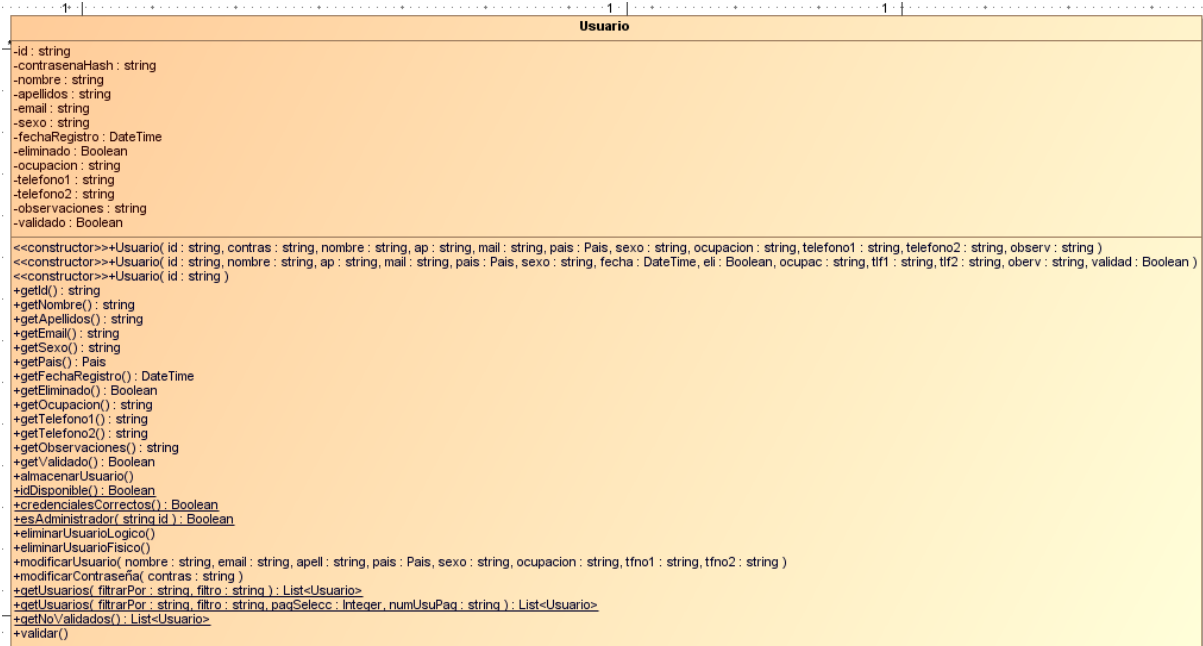 1 1 1
Usuario
-id : string
-contrasenaHash : string
-nombre : string
-apellidos : string
-email : string
-sexo : string
-fechaRegistro : DateTime
-eliminado : Boolean
-ocupacion : string
-telefono1 : string
-telefono2 : string
-observaciones : string
-validado : Boolean
<<constructor>>+Usuario( id : string, contras : string, nombre : string, ap : string, mail : string, pais : Pais, sexo : string, ocupacion : string, telefono1 : string, telefono2 : string, observ : string )
<<constructor>>+Usuario( id : string, nombre : string, ap : string, mail : string, pais : Pais, sexo : string, fecha : DateTime, eli : Boolean, ocupac : string, tlf1 : string, tlf2 : string, oberv : string, validad : Boolean )
<<constructor>>+Usuario( id : string )
+getId() : string
+getNombre() : string
+getApellidos() : string
+getEmail() : string
+getSexo() : string
+getPais() : Pais
+getFechaRegistro() : DateTime
+getEliminado() : Boolean
+getOcupacion() : string
+getTelefono1() : string
+getTelefono2() : string
+getObservaciones() : string
+getValidado() : Boolean
+almacenarUsuario()
+idDisponible() : Boolean
+credencialesCorrectos() : Boolean
+esAdministrador( string id ) : Boolean
+eliminarUsuarioLogico()
+eliminarUsuarioFisico()
+modificarUsuario( nombre : string, email : string, apell : string, pais : Pais, sexo : string, ocupacion : string, tfno1 : string, tfno2 : string )
+modificarContraseña( contras : string )
+getUsuarios( filtrarPor : string, filtro : string ) : List<Usuario>
+getUsuarios( filtrarPor : string, filtro : string, pagSelecc : Integer, numUsuPag : string ) : List<Usuario>
+getNoValidados() : List<Usuario>
+validar()